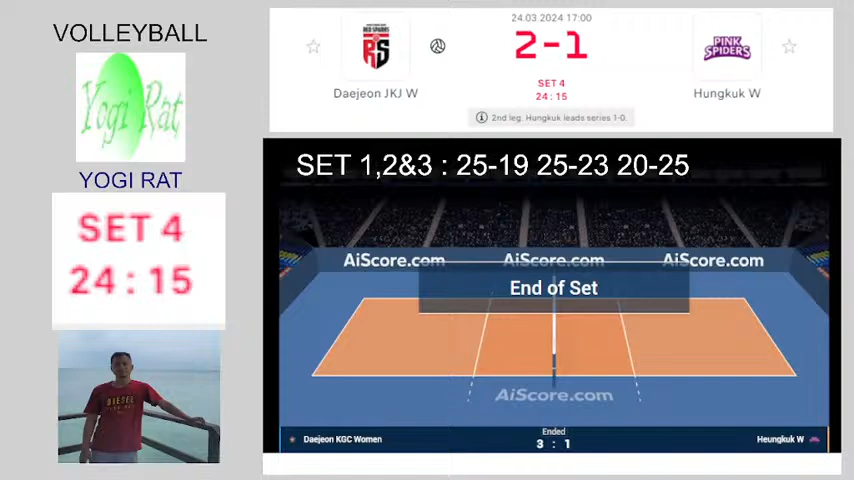 VOLLEYBALL
Yogi Rat
YOGI RAT
SET 4
24 : 15
DIESEL
24.03.2024 17:00
RED SPARKS
RS
2-1
PINK
SPIDERS
SET 4
24 : 15
Daejeon JKJ W
Hungkuk W
2nd leg. Hungkuk leads series 1-0.
SET 1,2&3 : 25-19 25-23 20-25
AiScore.com
AiScore.com
AiScore.com
End of Set
AiScore.com
Ended
Daejeon KGC Women
3 : 1
Heungkuk W